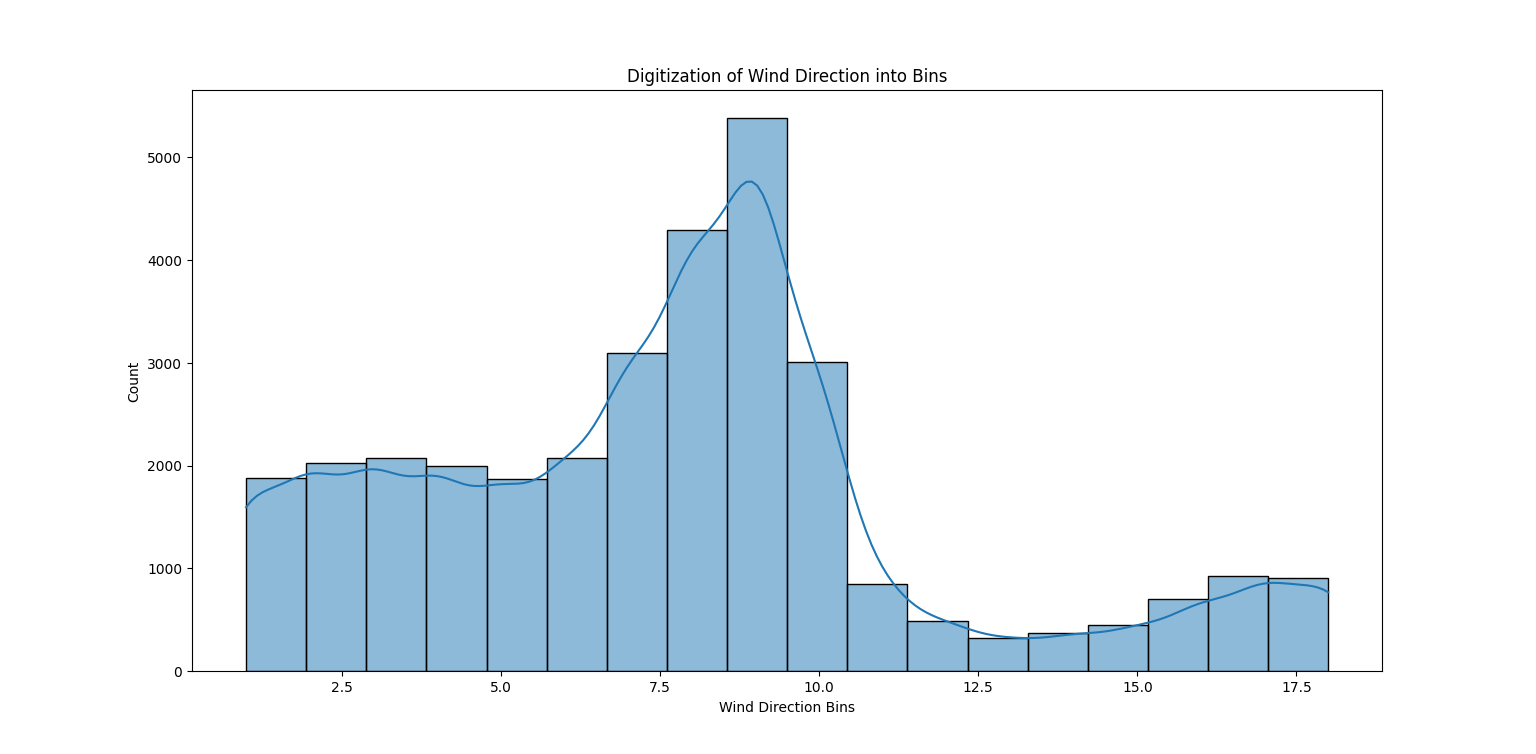 Digitization of Wind Direction into Bins
5000
4000
3000
2000
1000
0
Count
2.5 5.0 7.5 10.0 12.5 15.0 17.5
Wind Direction Bins